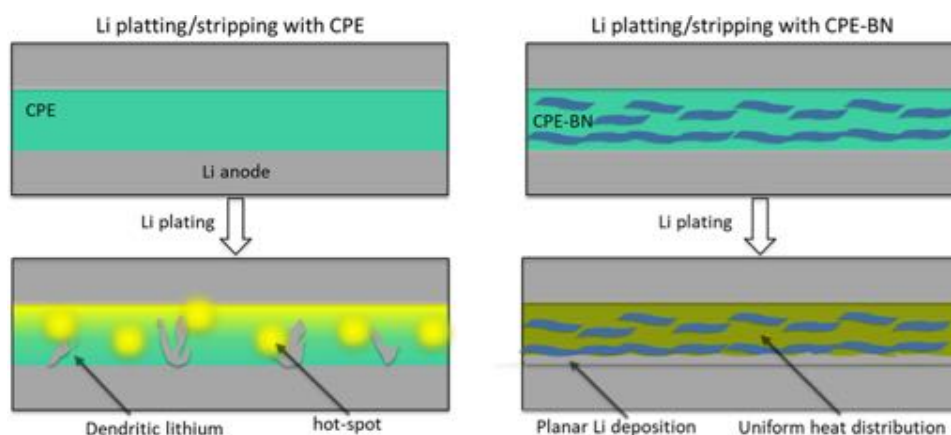 Li platting/stripping with CPE
CPE
Li anode
Li plating
Dendritic lithium
hot-spot
Li platting/stripping with CPE-BN
CPE-BN
Li plating
Planar Li deposition
Uniform heat distribution